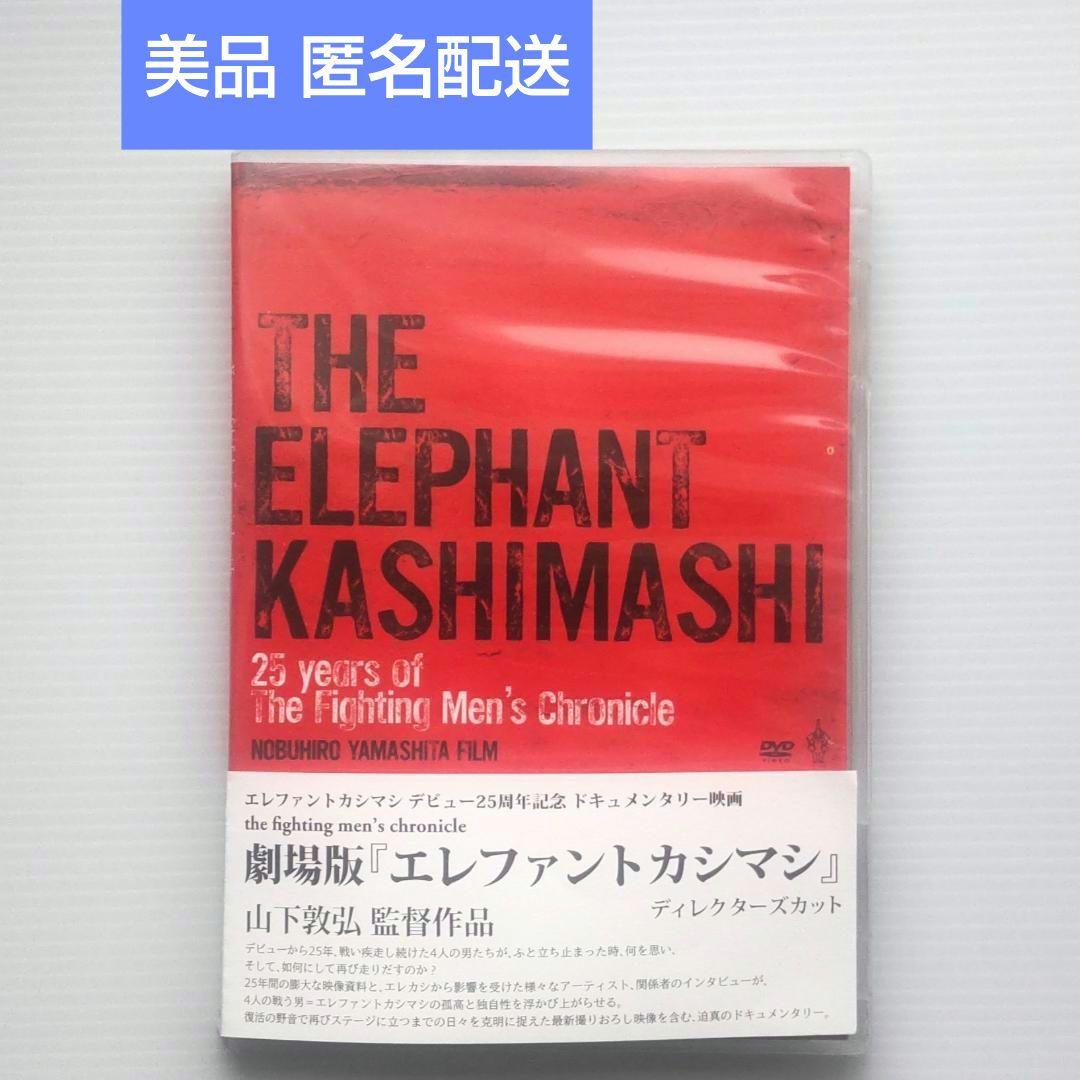 美品 匿名配送
THE
ELEPHANT
KASHIMASHI
25 years of
The Fighting Men's Chronicle
NOBUHIRO YAMASHITA FILM
DVD
VIDEO
エレファントカシマシ デビュー25周年記念 ドキュメンタリー映画
the fighting men's chronicle
劇場版『エレファントカシマシ』
ディレクターズカット
山下敦弘 監督作品
デビューから25年、戦い疾走し続けた4人の男たちが、ふと立ち止まった時、何を思い、
そして、如何にして再び走りだすのか?
25年間の膨大な映像資料と、エレカシから影響を受けた様々なアーティスト、関係者のインタビューが、
4人の戦う男=エレファントカシマシの孤高と独自性を浮かび上がらせる。
復活の野音で再びステージに立つまでの日々を克明に捉えた最新撮りおろし映像を含む、迫真のドキュメンタリー。